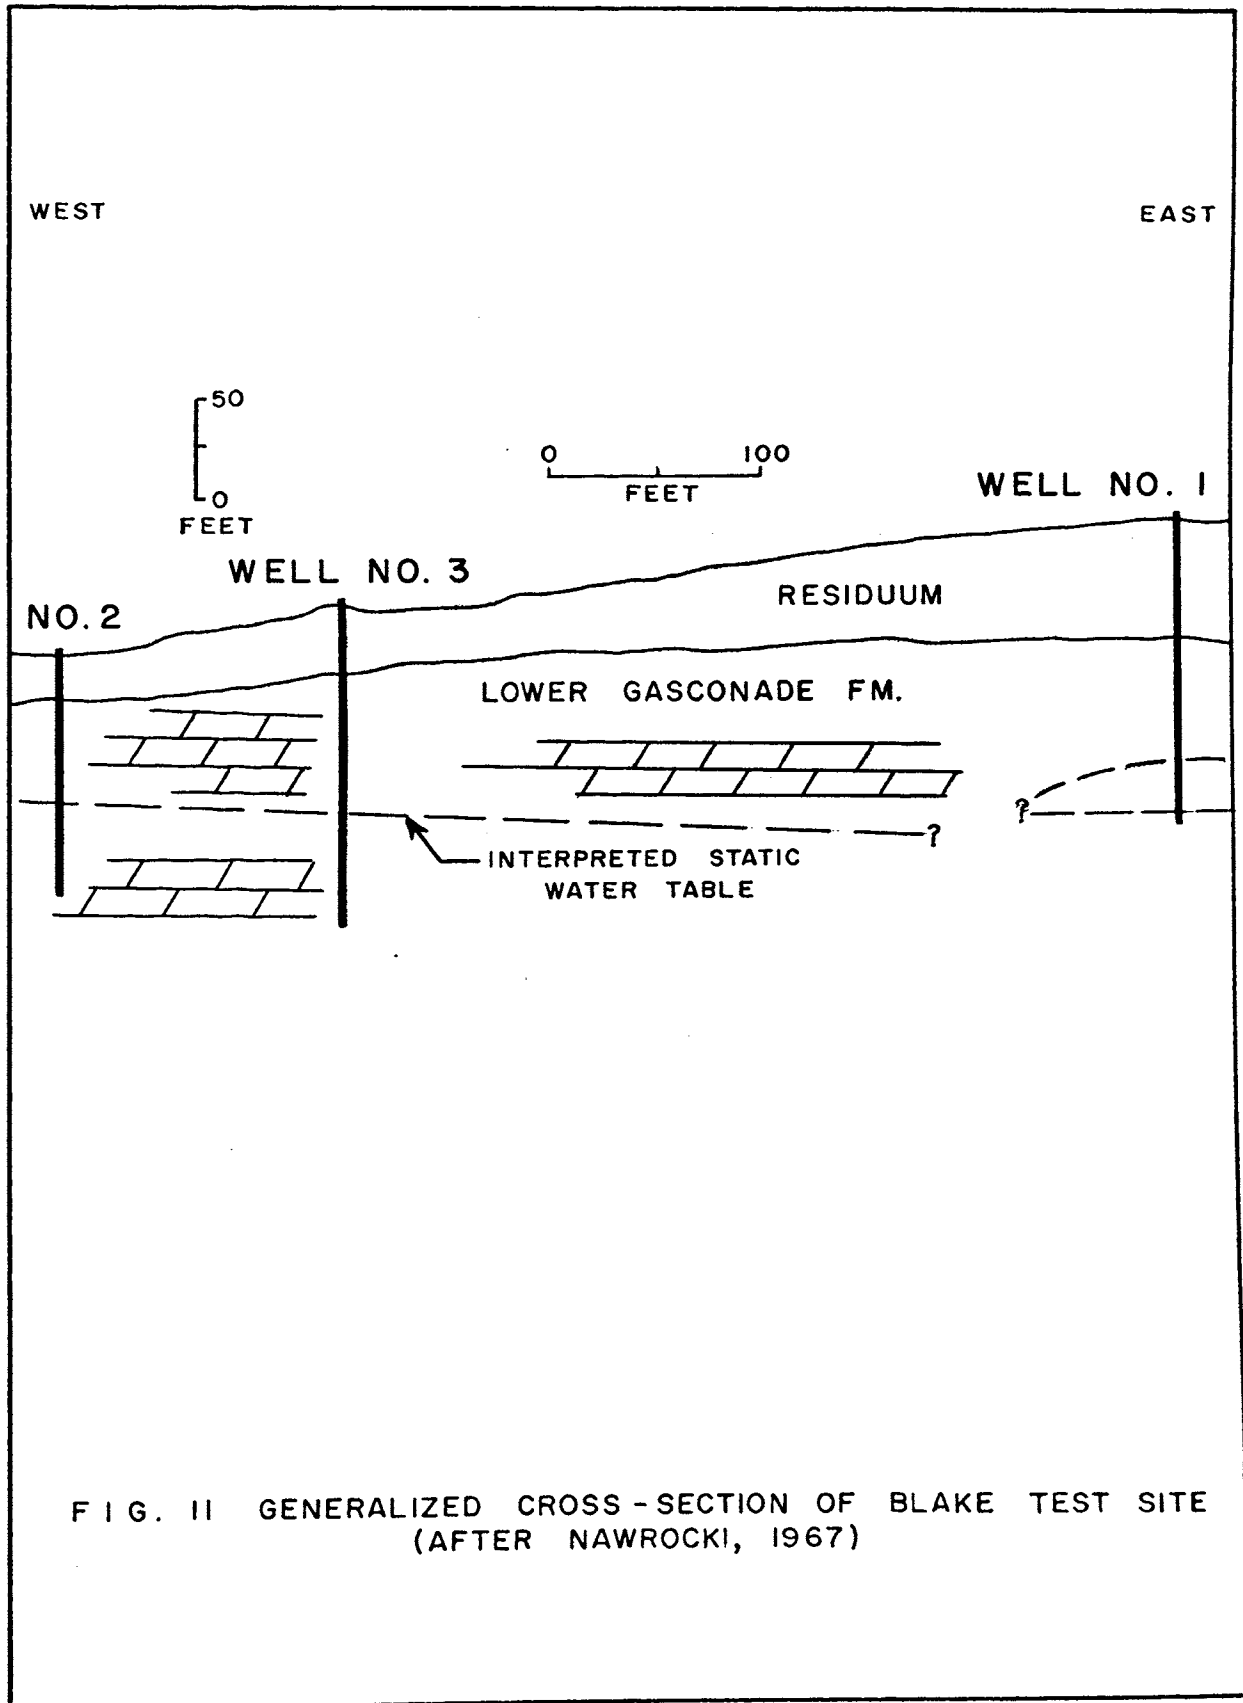 WEST
EAST
50
0
FEET
0 100
FEET
WELL NO. 1
WELL NO. 3
NO. 2
RESIDUUM
LOWER GASCONADE FM.
?
?
INTERPRETED STATIC
WATER TABLE
FIG. 11 GENERALIZED CROSS-SECTION OF BLAKE TEST SITE
(AFTER NAWROCKI, 1967)